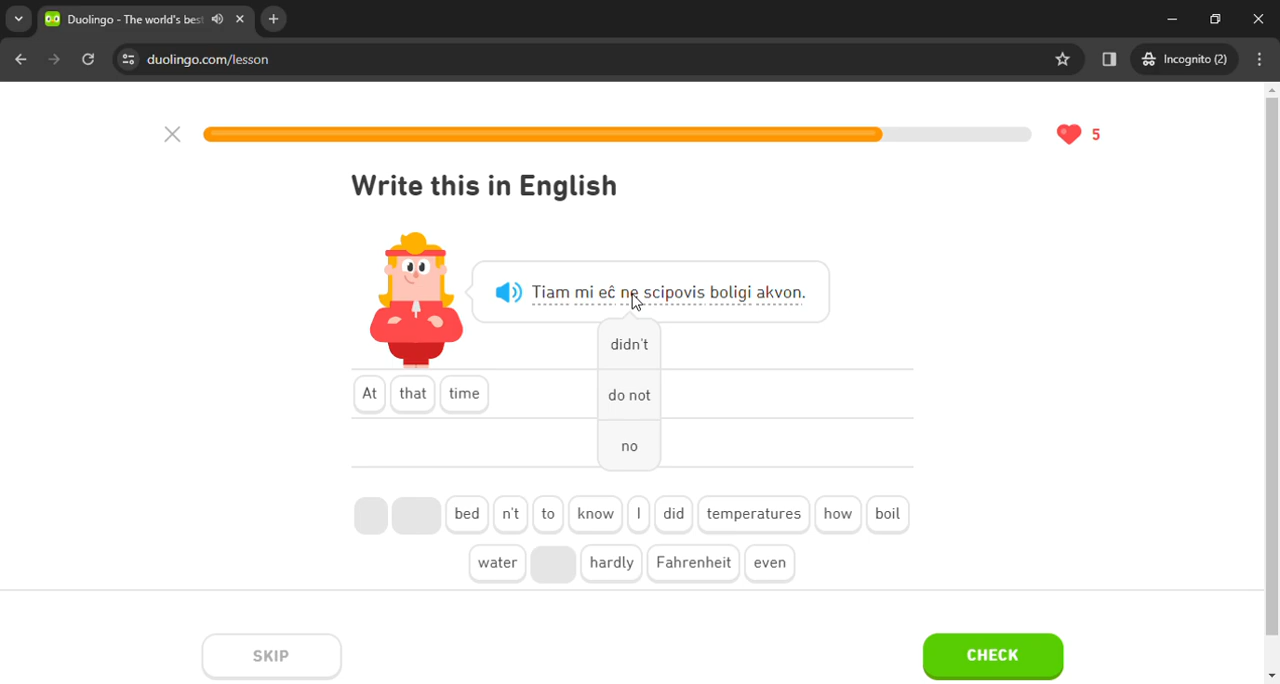 Duolingo - The world's bes
duolingo.com/lesson
Incognito (2)
5
Write this in English
Tiam mi eĉ ne scipovis boligi akvon.
didn't
do not
no
At that time
bed n't to know I did temperatures how boil
water hardly Fahrenheit even
SKIP
CHECK